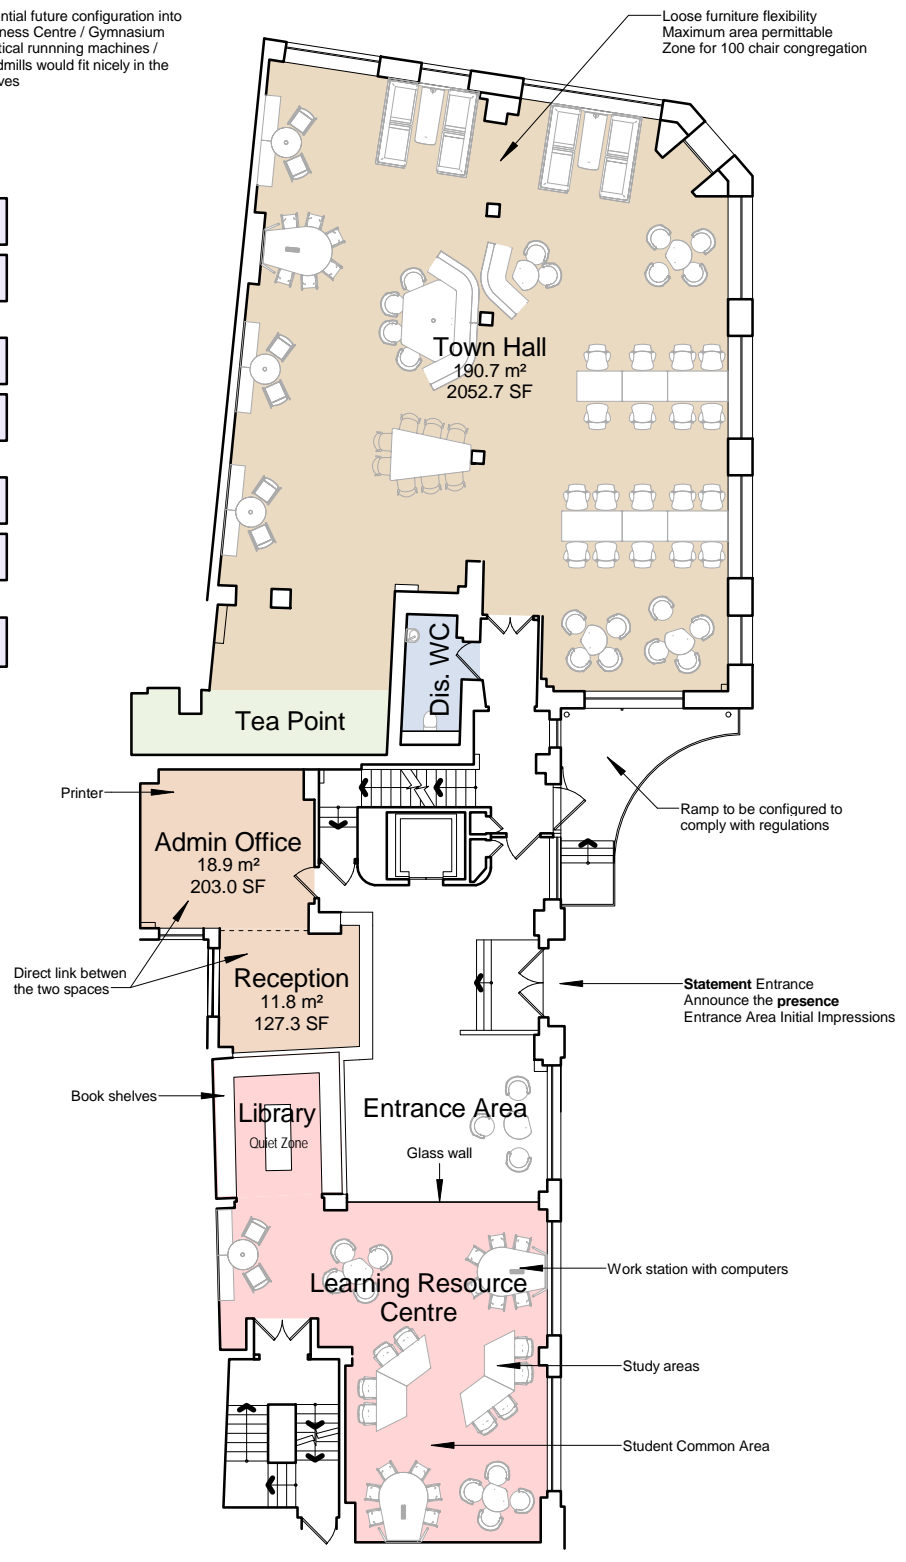 ential future configuration into
ness Centre / Gymnasium
tical runnning machines /
dmills would fit nicely in the
ves
Loose furniture flexibility
Maximum area permittable
Zone for 100 chair congregation
Town Hall
190.7 m²
2052.7 SF
Dis. WC
Tea Point
Printer
Admin Office
18.9 m²
203.0 SF
Ramp to be configured to
comply with regulations
Direct link betwen
the two spaces
Reception
11.8 m²
127.3 SF
Statement Entrance
Announce the presence
Entrance Area Initial Impressions
Book shelves
Library
Quiet Zone
Entrance Area
Glass wall
Work station with computers
Learning Resource
Centre
Study areas
Student Common Area